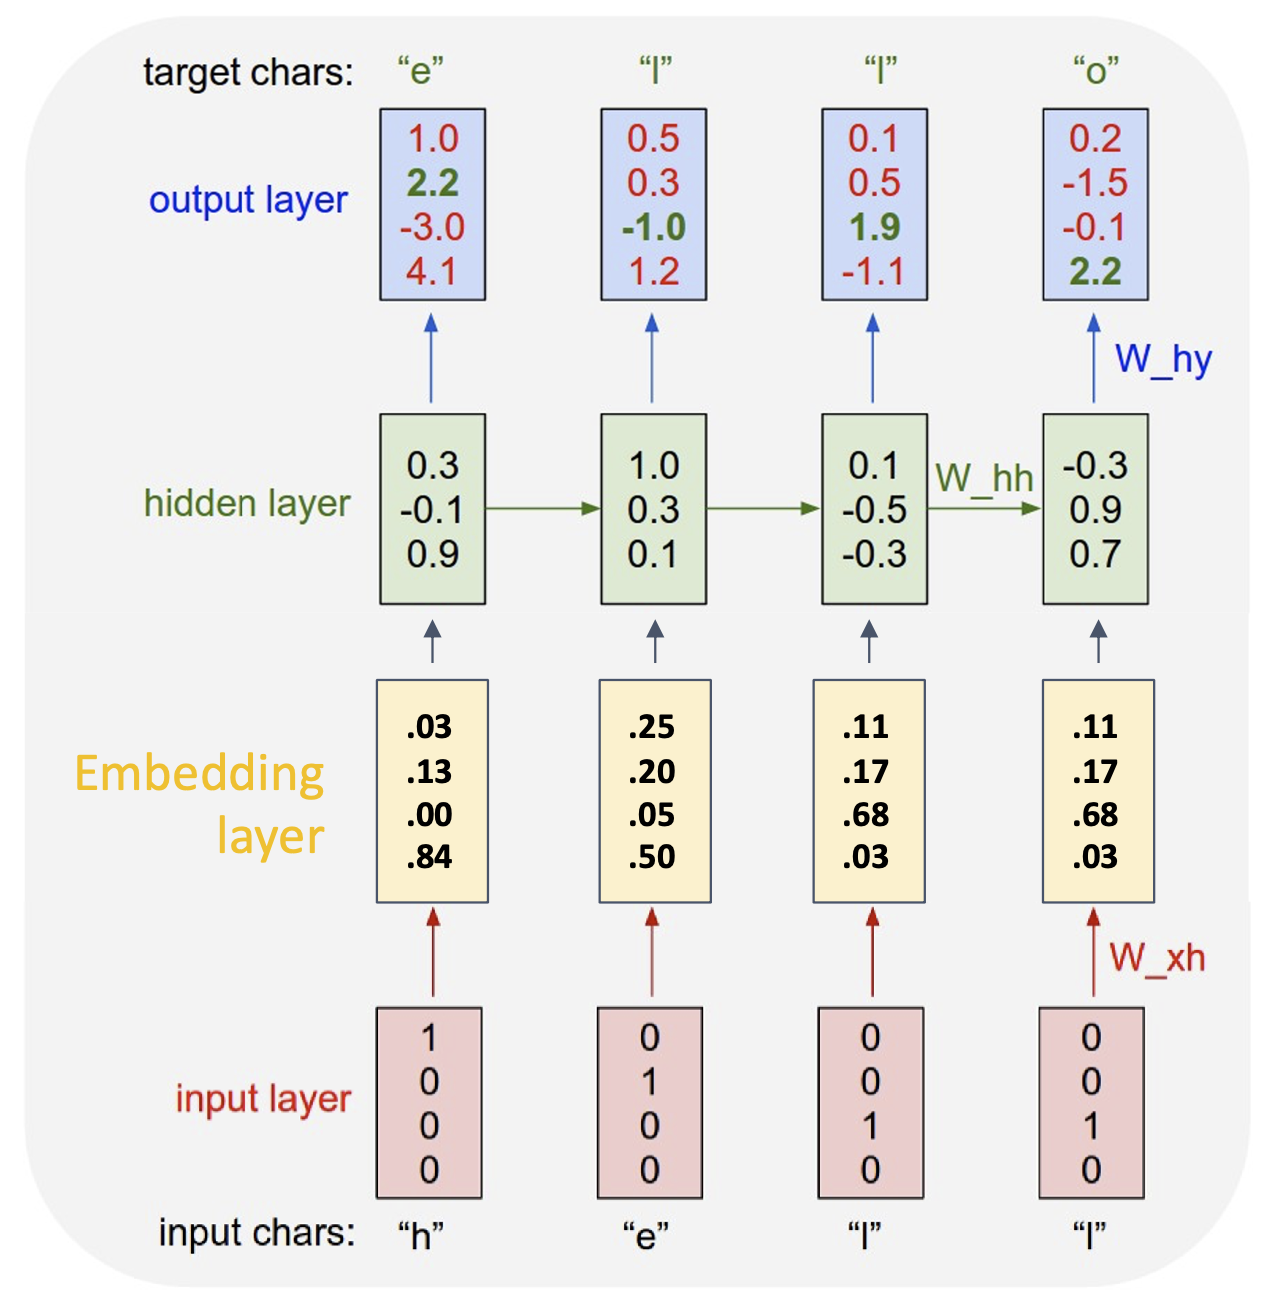 target chars: “e” “l” “l” “o”
output layer
1.0 0.5 0.1 0.2
2.2 0.3 0.5 -1.5
-3.0 -1.0 1.9 -0.1
4.1 1.2 -1.1 2.2
W_hy
hidden layer
0.3 1.0 0.1 -0.3
-0.1 0.3 -0.5 0.9
0.9 0.1 -0.3 0.7
W_hh
Embedding
layer
.03 .25 .11 .11
.13 .20 .17 .17
.00 .05 .68 .68
.84 .50 .03 .03
W_xh
input layer
1 0 0 0
0 1 0 0
0 0 1 1
0 0 0 0
input chars: “h” “e” “l” “l”